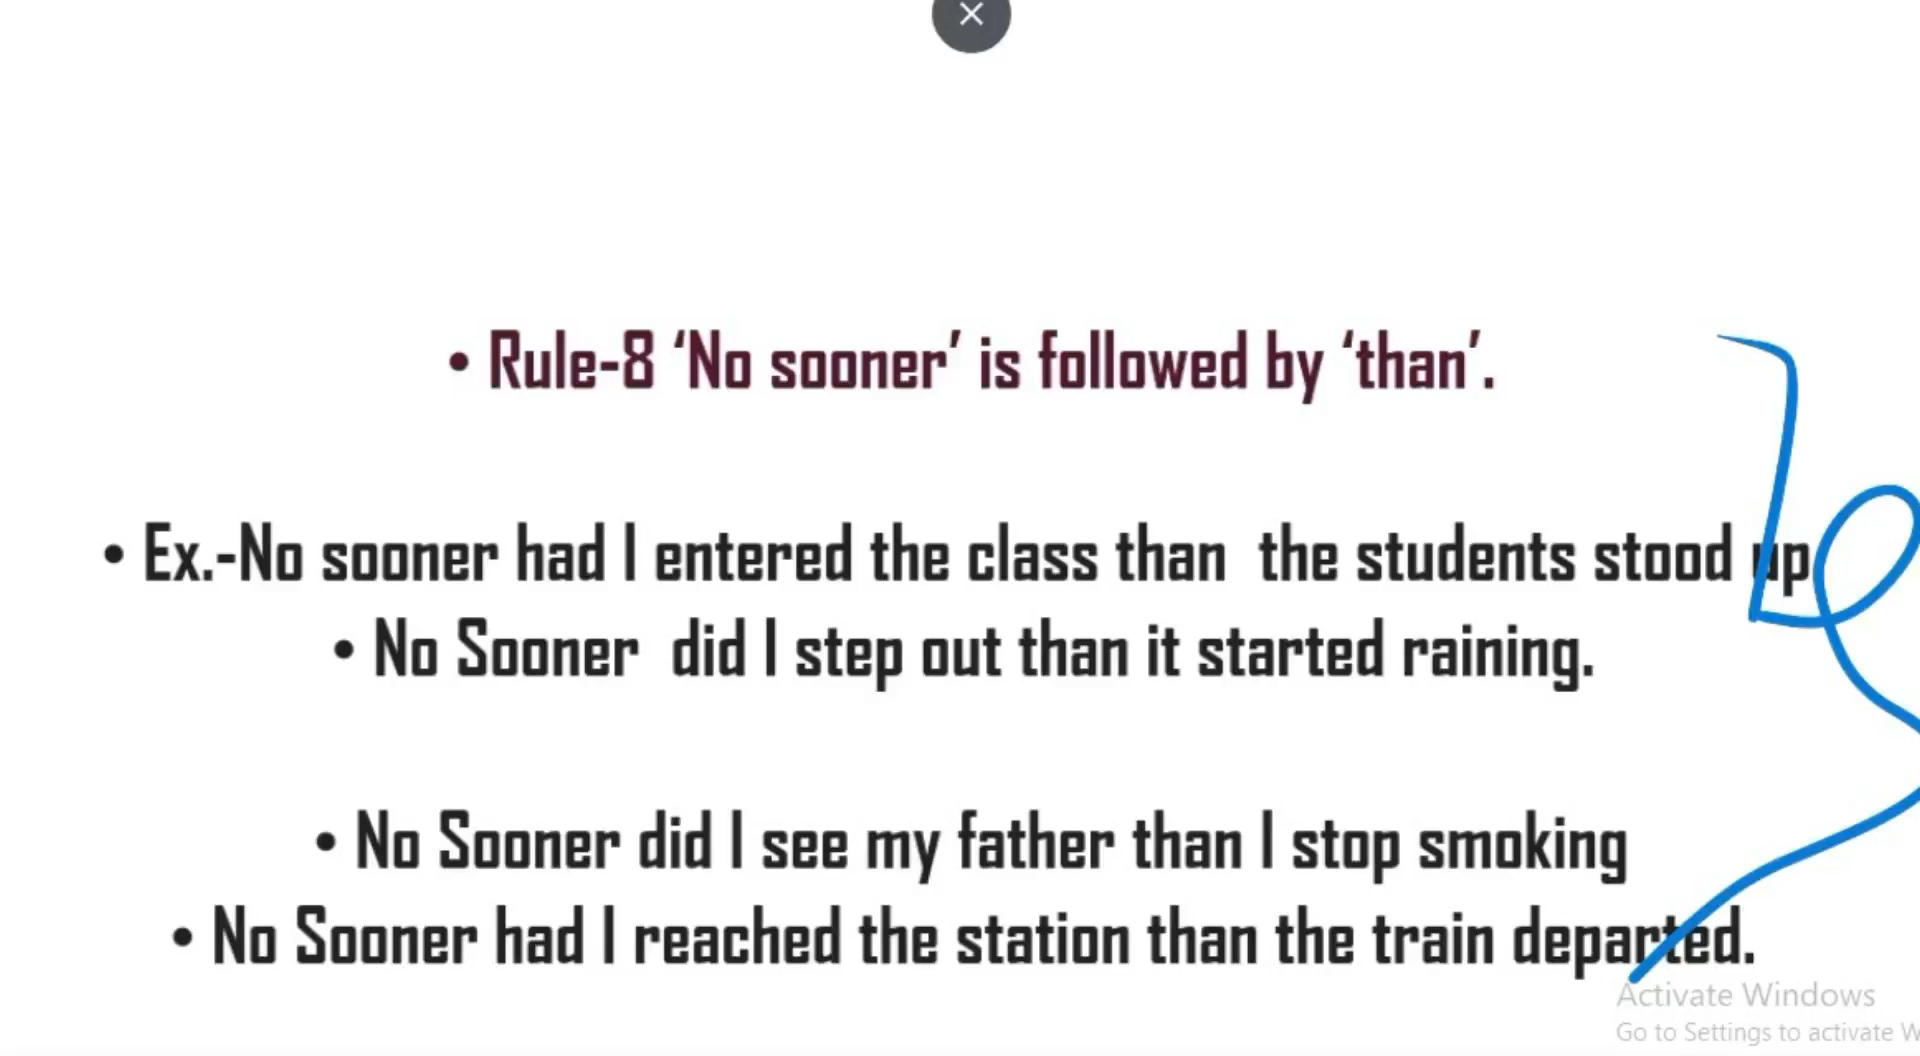 • Rule-8 ‘No sooner’ is followed by ‘than’.
• Ex.-No sooner had I entered the class than the students stood up
• No Sooner did I step out than it started raining.
• No Sooner did I see my father than I stop smoking
• No Sooner had I reached the station than the train departed.
Activate Windows
Go to Settings to activate W